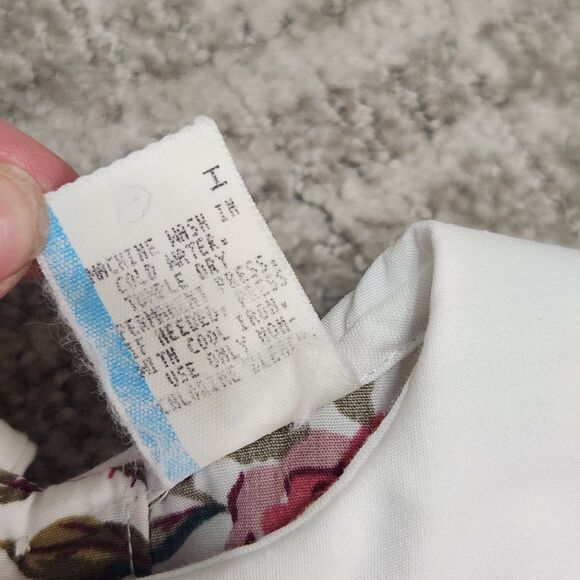 I
MACHINE WASH IN
COLD WATER.
TUMBLE DRY
PERMANENT PRESS.
IF NEEDED, PRESS
WITH COOL IRON.
USE ONLY NON-
CHLORINE BLEACH